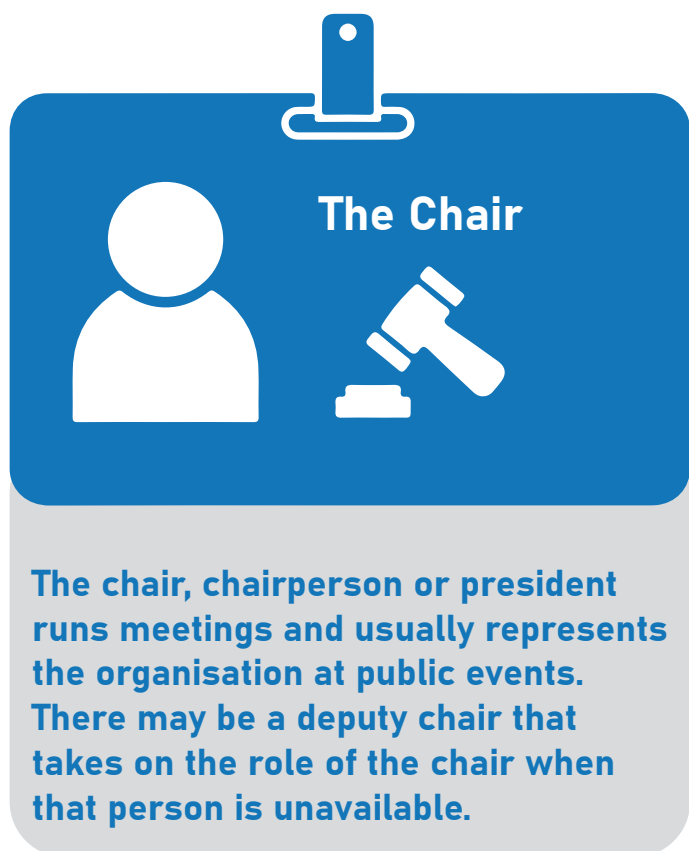 The Chair
The chair, chairperson or president
runs meetings and usually represents
the organisation at public events.
There may be a deputy chair that
takes on the role of the chair when
that person is unavailable.